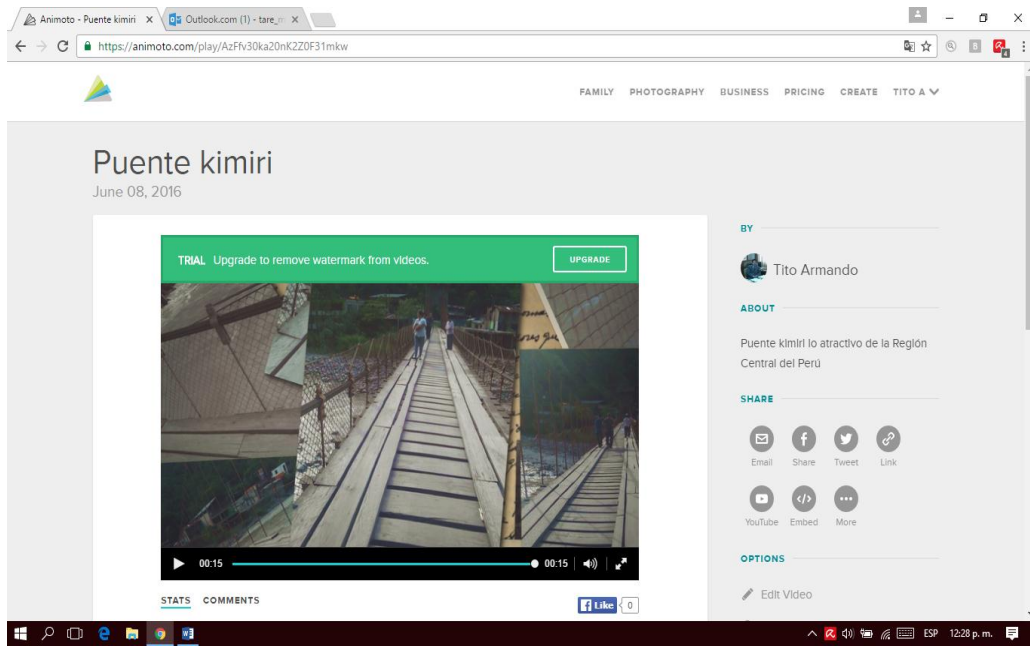 Animoto - Puente kimiri
Outlook.com (1) - tare_
https://animoto.com/play/AzFfv30ka20nK2Z0F31mkw
FAMILY PHOTOGRAPHY BUSINESS PRICING CREATE TITO A
Puente kimiri
June 08, 2016
TRIAL Upgrade to remove watermark from videos.
UPGRADE
00:15
00:15
STATS COMMENTS
Like 0
BY
Tito Armando
ABOUT
Puente kimiri lo atractivo de la Región
Central del Perú
SHARE
Email Share Tweet Link
YouTube Embed More
OPTIONS
Edit Video
ESP 12:28 p. m.